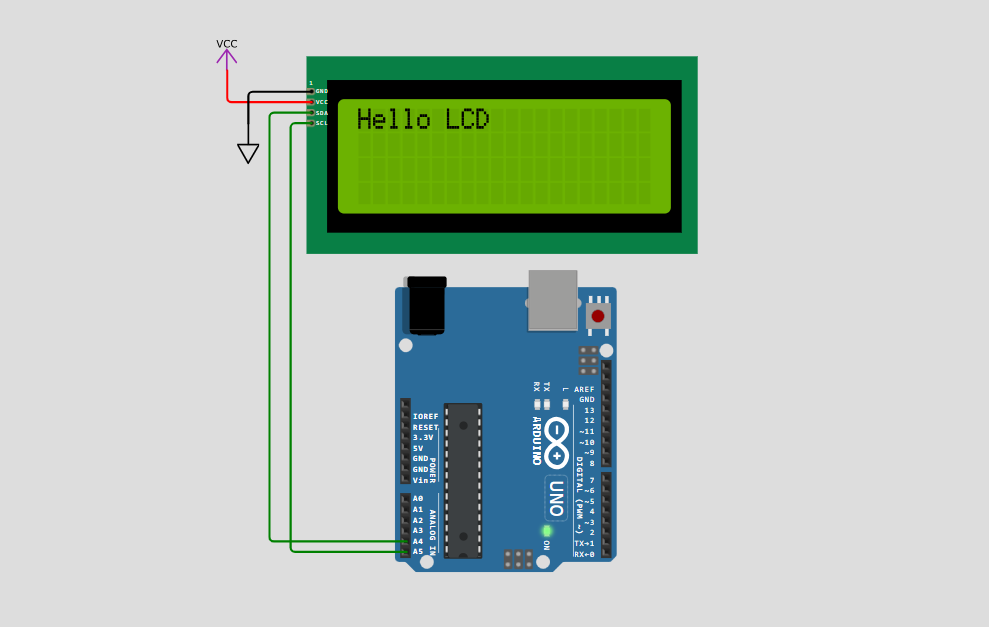 VCC
1
GND
VCC
SDA
SCL
Hello LCD
RX
TX
L
AREF
GND
13
12
~11
~10
~9
8
7
~6
~5
4
~3
2
TX→1
RX←0
DIGITAL (PWM ~)
ARDUINO
UNO
ON
IOREF
RESET
3.3V
5V
GND
GND
Vin
POWER
A0
A1
A2
A3
A4
A5
ANALOG IN